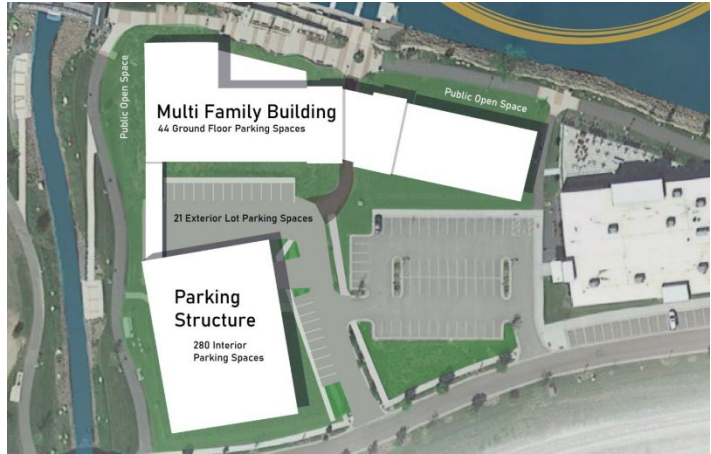 Public Open Space
Multi Family Building
44 Ground Floor Parking Spaces
Public Open Space
21 Exterior Lot Parking Spaces
Parking
Structure
280 Interior
Parking Spaces